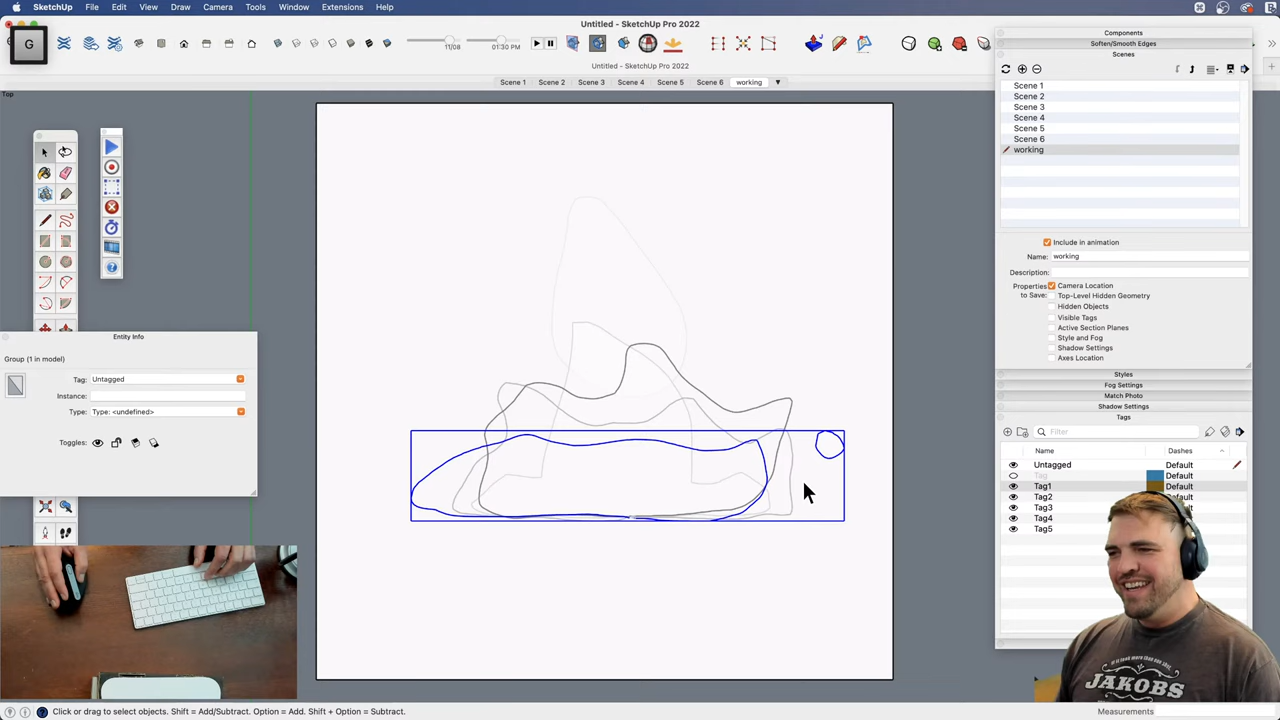 SketchUp File Edit View Draw Camera Tools Window Extensions Help
G
Untitled - SketchUp Pro 2022
11/08 01:30 PM
Untitled - SketchUp Pro 2022
Scene 1 Scene 2 Scene 3 Scene 4 Scene 5 Scene 6 working
Top
Components
Soften/Smooth Edges
Scenes
Scene 1
Scene 2
Scene 3
Scene 4
Scene 5
Scene 6
working
Include in animation
Name: working
Description:
Properties to Save:
Camera Location
Top-Level Hidden Geometry
Hidden Objects
Visible Tags
Active Section Planes
Style and Fog
Shadow Settings
Axes Location
Styles
Fog Settings
Match Photo
Shadow Settings
Tags
Filter
Name Dashes
Untagged Default
Tag Default
Tag1 Default
Tag2 Default
Tag3
Tag4
Tag5
Entity Info
Group (1 in model)
Tag: Untagged
Instance:
Type: Type: <undefined>
Toggles:
JAKOBS
Click or drag to select objects. Shift = Add/Subtract. Option = Add. Shift + Option = Subtract.
Measurements